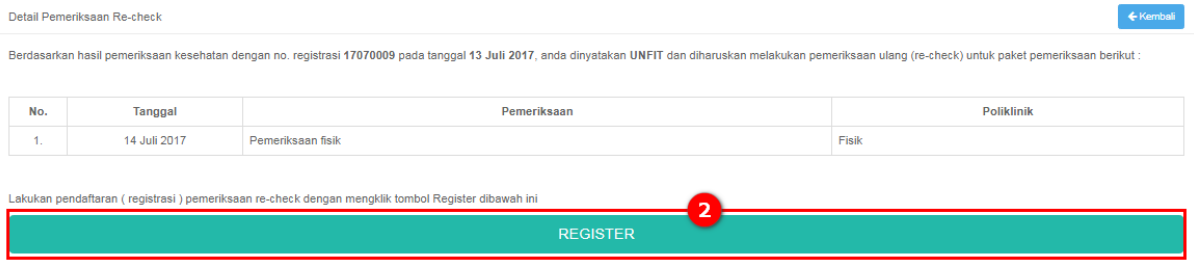 Detail Pemeriksaan Re-check
Kembali
Berdasarkan hasil pemeriksaan kesehatan dengan no. registrasi 17070009 pada tanggal 13 Juli 2017, anda dinyatakan UNFIT dan diharuskan melakukan pemeriksaan ulang (re-check) untuk paket pemeriksaan berikut :
No. Tanggal Pemeriksaan Poliklinik
1. 14 Juli 2017 Pemeriksaan fisik Fisik
Lakukan pendaftaran ( registrasi ) pemeriksaan re-check dengan mengklik tombol Register dibawah ini
2
REGISTER